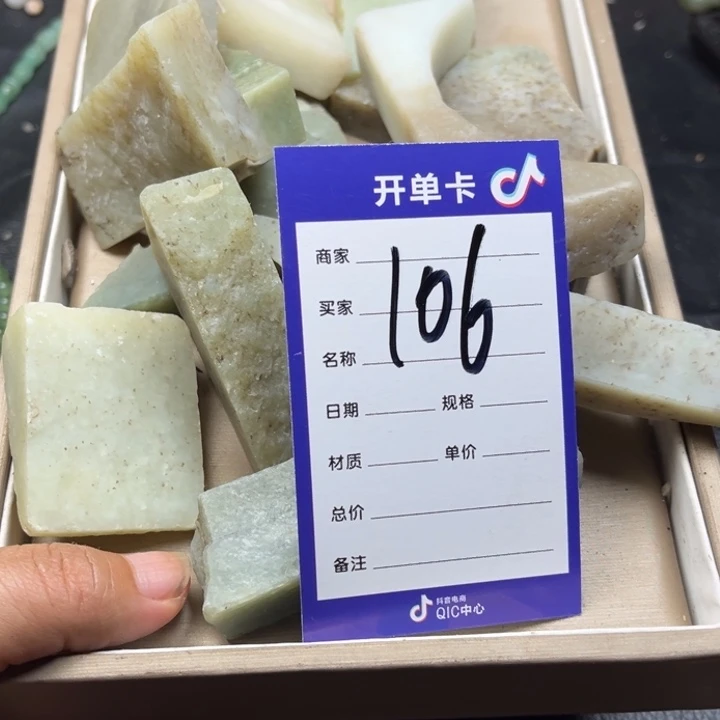 开单卡
商家
买家
106
名称
日期 规格
材质 单价
总价
备注
抖音电商
QIC中心